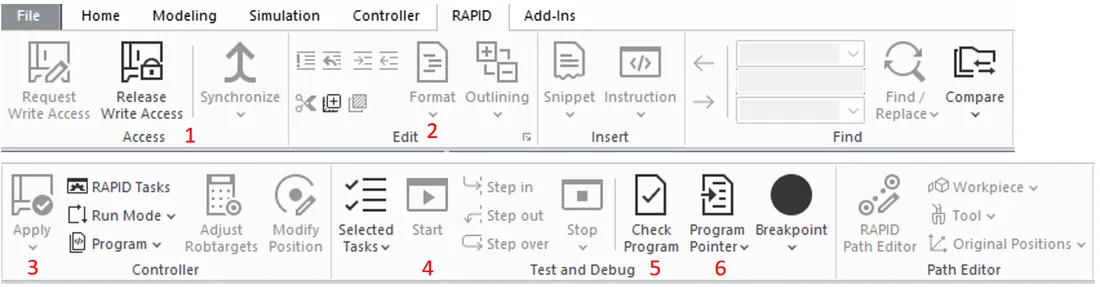 File Home Modeling Simulation Controller RAPID Add-Ins
Request Write Access
Release Write Access
Synchronize
Access
1
Format
Outlining
Edit
2
Snippet
Instruction
Insert
Find / Replace
Compare
Find
Apply
3
RAPID Tasks
Run Mode
Program
Adjust Robtargets
Modify Position
Controller
Selected Tasks
Start
4
Step in
Step out
Step over
Stop
Test and Debug
Check Program
5
Program Pointer
6
Breakpoint
RAPID Path Editor
Workpiece
Tool
Original Positions
Path Editor